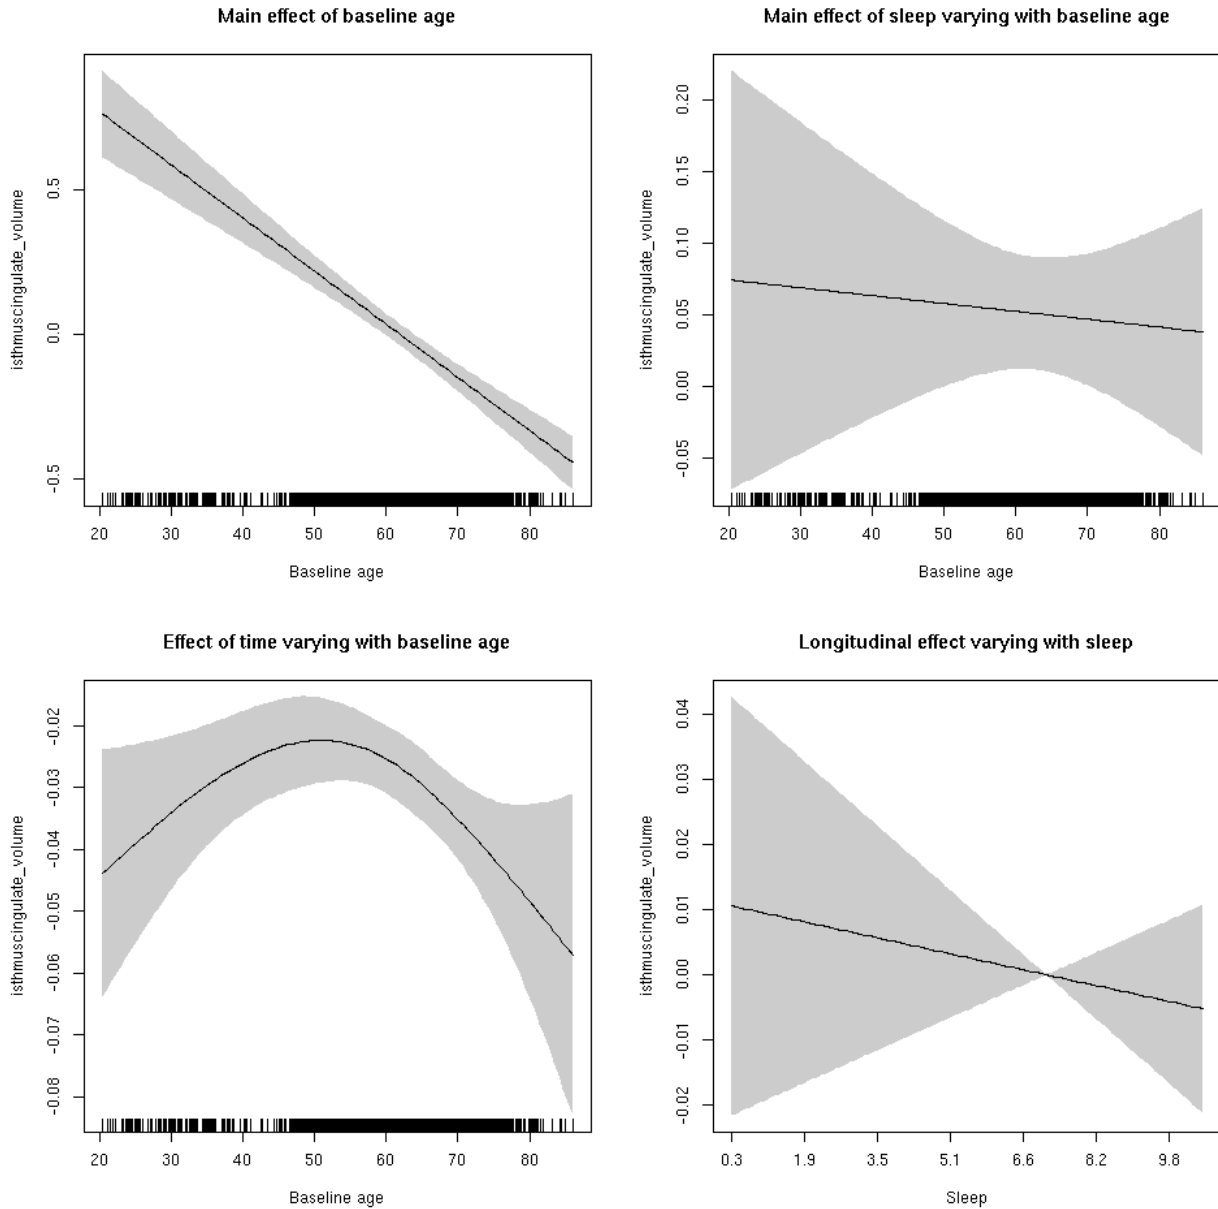 Main effect of baseline age
isthmuscingulate_volume
0.5
0.0
-0.5
20 30 40 50 60 70 80
Baseline age
Main effect of sleep varying with baseline age
isthmuscingulate_volume
0.20
0.15
0.10
0.05
0.00
-0.05
20 30 40 50 60 70 80
Baseline age
Effect of time varying with baseline age
isthmuscingulate_volume
-0.02
-0.03
-0.04
-0.05
-0.06
-0.07
-0.08
20 30 40 50 60 70 80
Baseline age
Longitudinal effect varying with sleep
isthmuscingulate_volume
0.04
0.03
0.02
0.01
0.00
-0.01
-0.02
0.3 1.9 3.5 5.1 6.6 8.2 9.8
Sleep